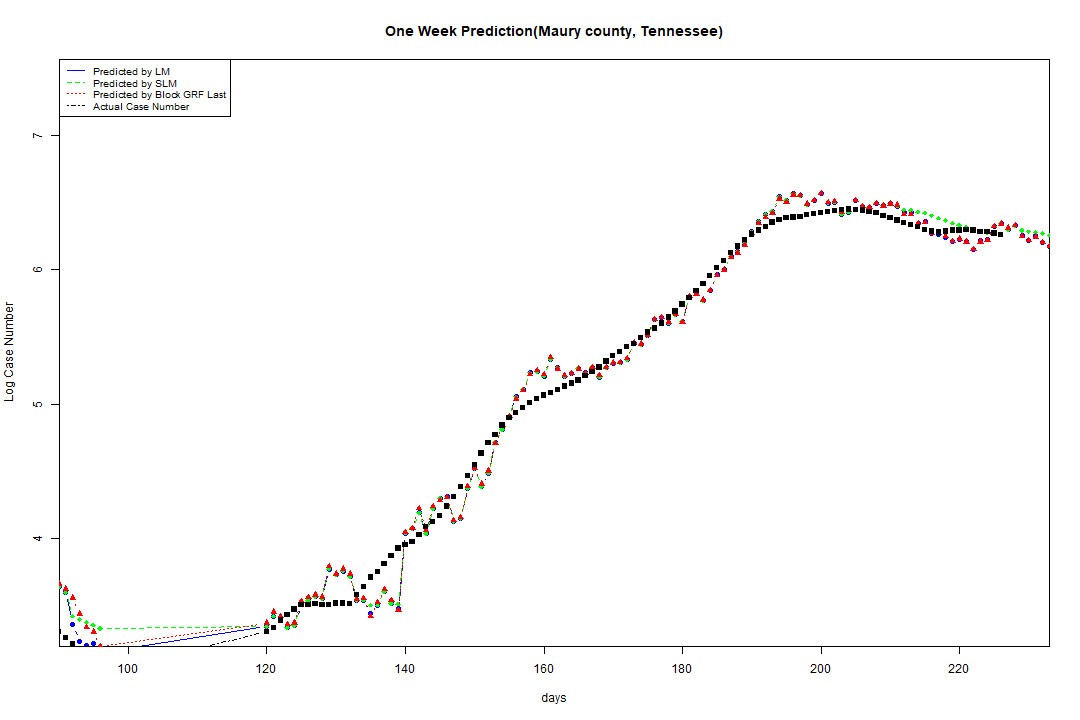 One Week Prediction(Maury county, Tennessee)
Predicted by LM
Predicted by SLM
Predicted by Block GRF Last
Actual Case Number
7
6
5
4
Log Case Number
100 120 140 160 180 200 220
days